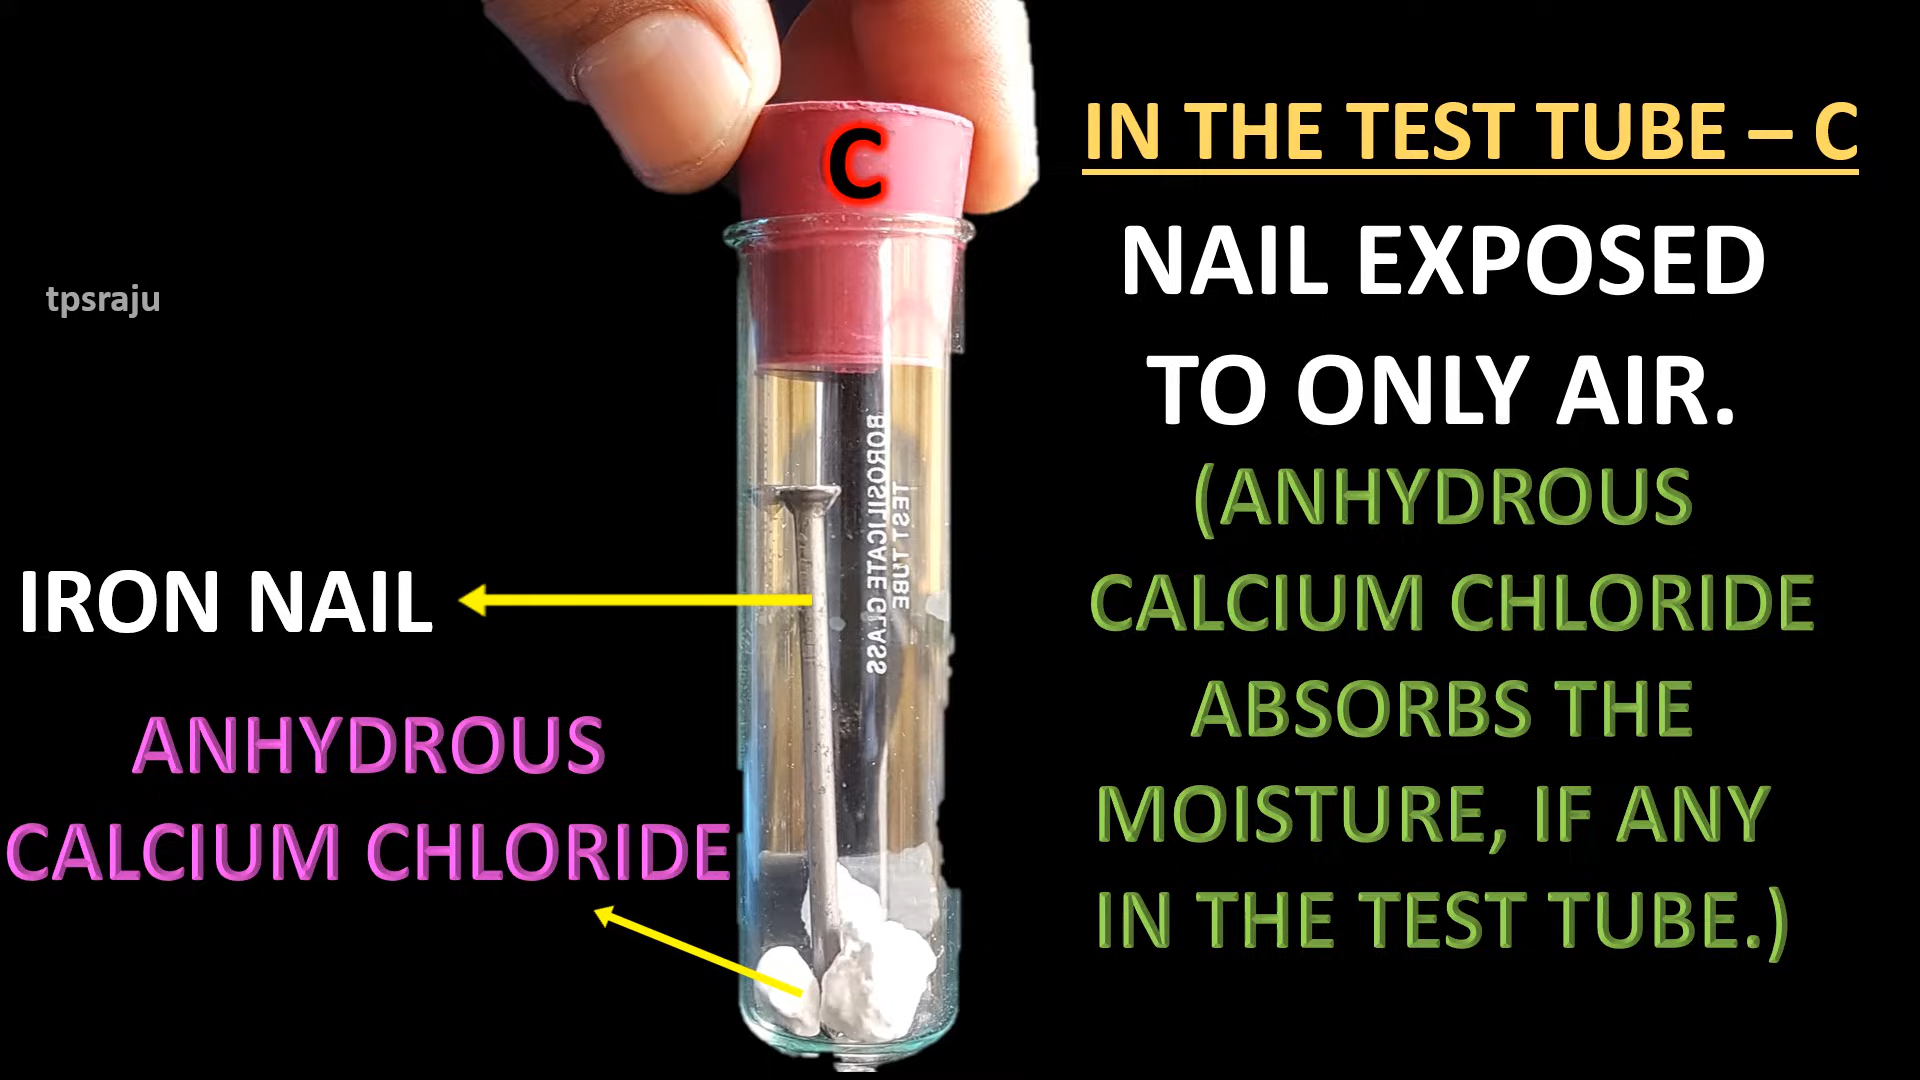 C
IN THE TEST TUBE – C
NAIL EXPOSED
TO ONLY AIR.
(ANHYDROUS
CALCIUM CHLORIDE
ABSORBS THE
MOISTURE, IF ANY
IN THE TEST TUBE.)
tpsraju
IRON NAIL
ANHYDROUS
CALCIUM CHLORIDE
BOROSILICATE GLASS
TEST TUBE